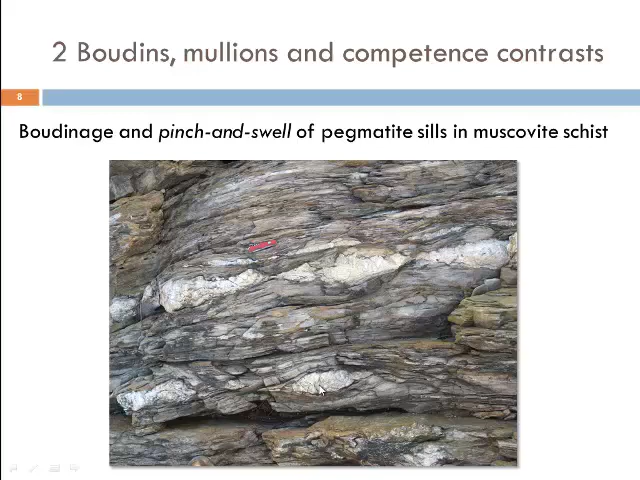 2 Boudins, mullions and competence contrasts
8
Boudinage and pinch-and-swell of pegmatite sills in muscovite schist